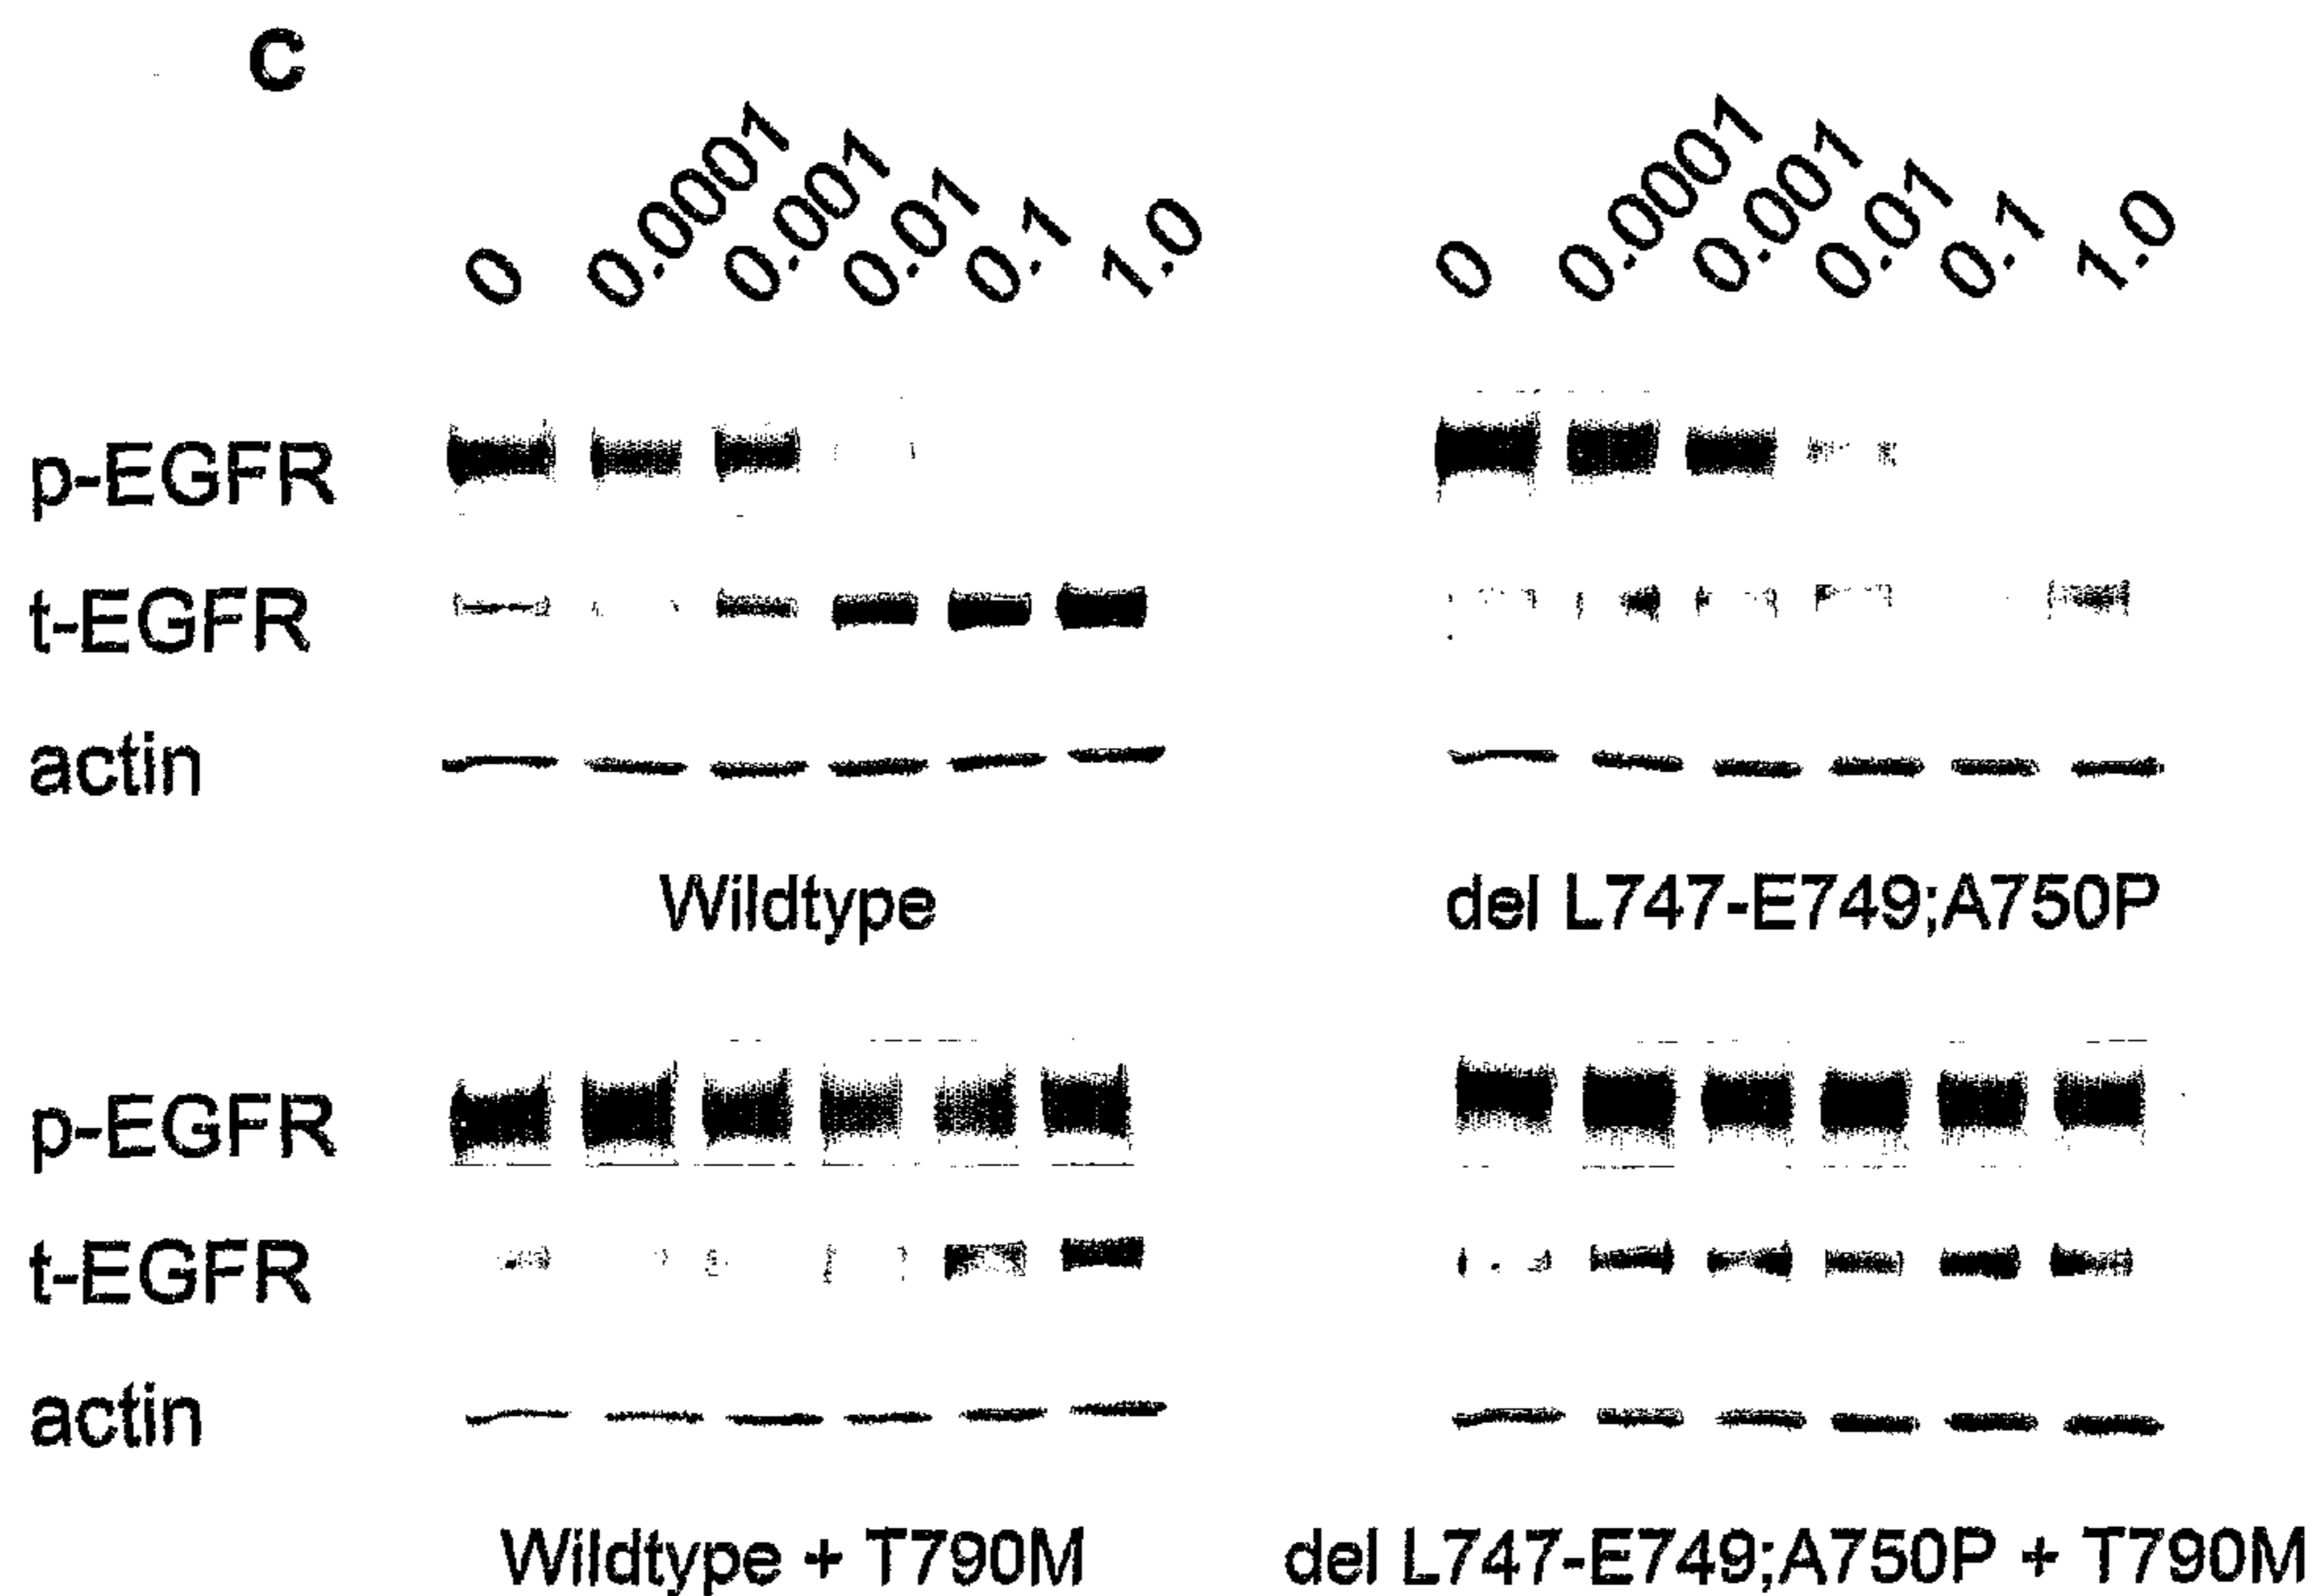 C
0 0.0001 0.001 0.01 0.1 1.0 0 0.0001 0.001 0.01 0.1 1.0
p-EGFR
t-EGFR
actin
Wildtype del L747-E749;A750P
p-EGFR
t-EGFR
actin
Wildtype + T790M del L747-E749;A750P + T790M